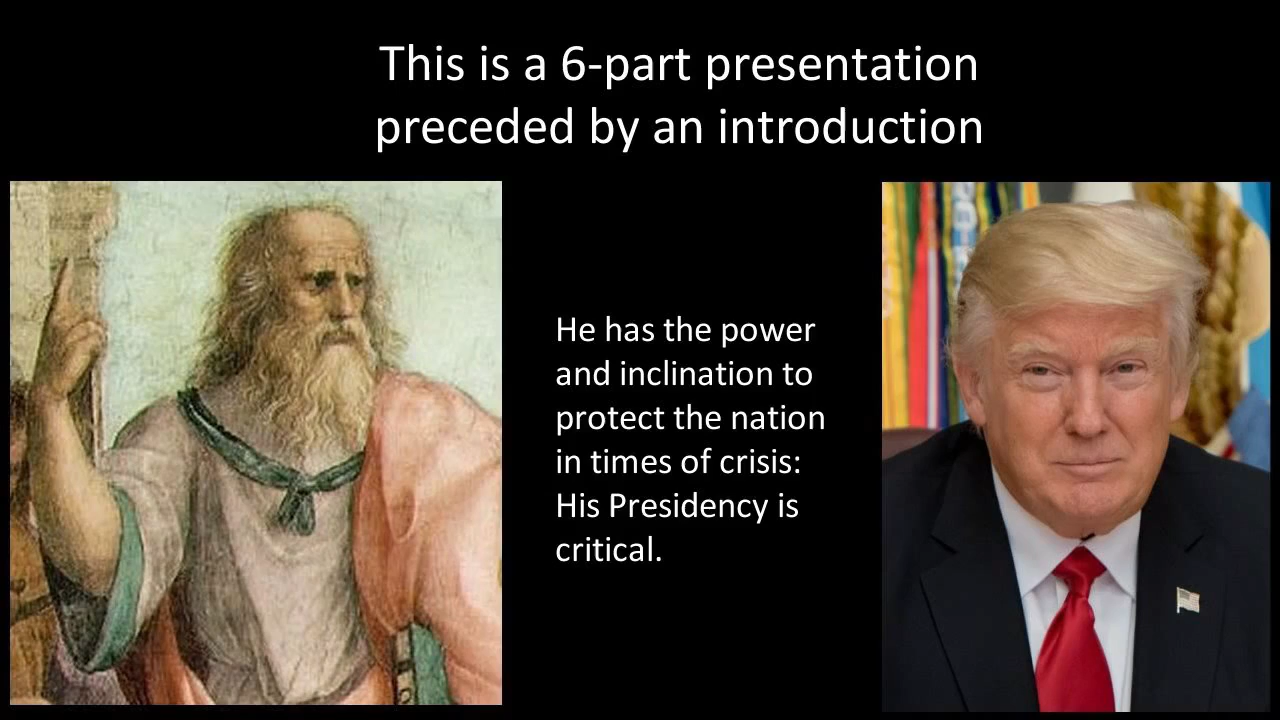 This is a 6-part presentation
preceded by an introduction
He has the power
and inclination to
protect the nation
in times of crisis:
His Presidency is
critical.